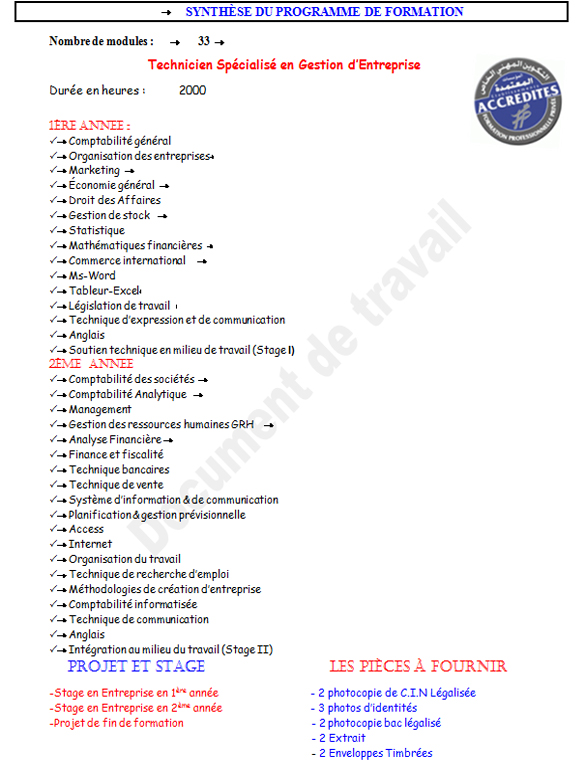 SYNTHÈSE DU PROGRAMME DE FORMATION
Nombre de modules : 33
Technicien Spécialisé en Gestion d'Entreprise
Durée en heures : 2000
التكوين المهني الخاص
المعتمدة
ACCREDITES
FORMATION PROFESSIONNELLE PRIVÉE
1ÈRE ANNEE :
Comptabilité général
Organisation des entreprises
Marketing
Économie général
Droit des Affaires
Gestion de stock
Statistique
Mathématiques financières
Commerce international
Ms-Word
Tableur-Excel
Législation de travail
Technique d'expression et de communication
Anglais
Soutien technique en milieu de travail (Stage I)
2ÈME ANNEE
Comptabilité des sociétés
Comptabilité Analytique
Management
Gestion des ressources humaines GRH
Analyse Financière
Finance et fiscalité
Technique bancaires
Technique de vente
Système d'information & de communication
Planification & gestion prévisionnelle
Access
Internet
Organisation du travail
Technique de recherche d'emploi
Méthodologies de création d'entreprise
Comptabilité informatisée
Technique de communication
Anglais
Intégration au milieu du travail (Stage II)
Document de travail
PROJET ET STAGE
-Stage en Entreprise en 1ère année
-Stage en Entreprise en 2ème année
-Projet de fin de formation
LES PIÈCES À FOURNIR
- 2 photocopie de C.I.N Légalisée
- 3 photos d'identités
- 2 photocopie bac légalisé
- 2 Extrait
- 2 Enveloppes Timbrées